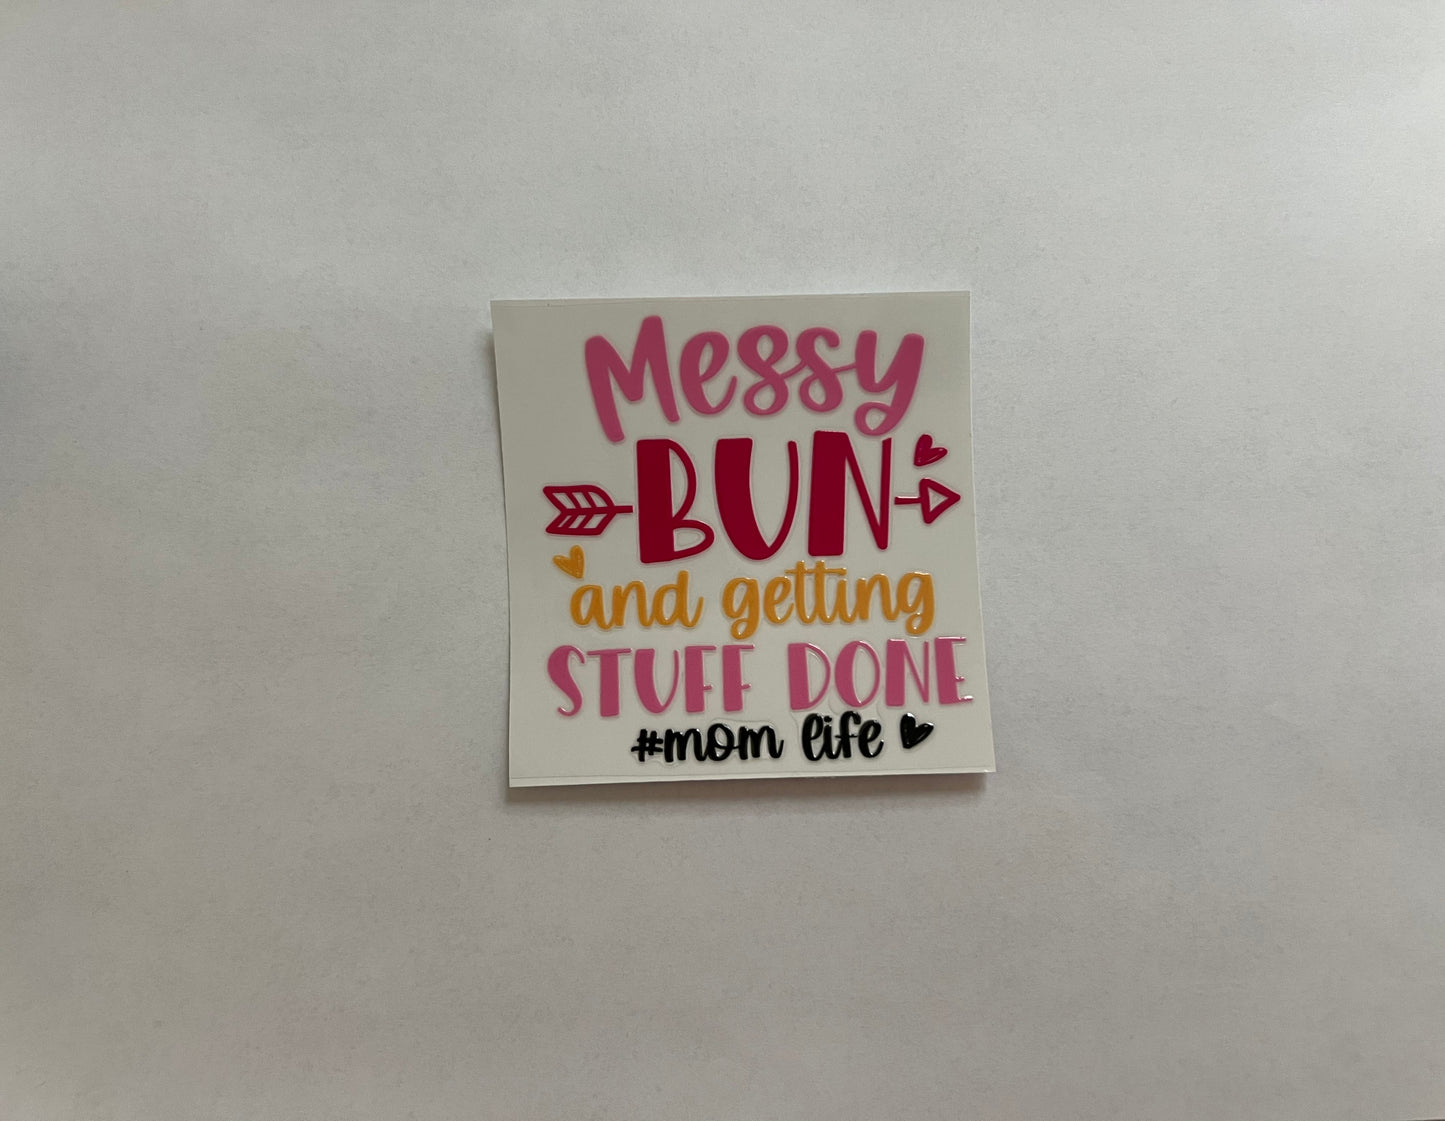 Messy
BUN
and getting
STUFF DONE
#mom life